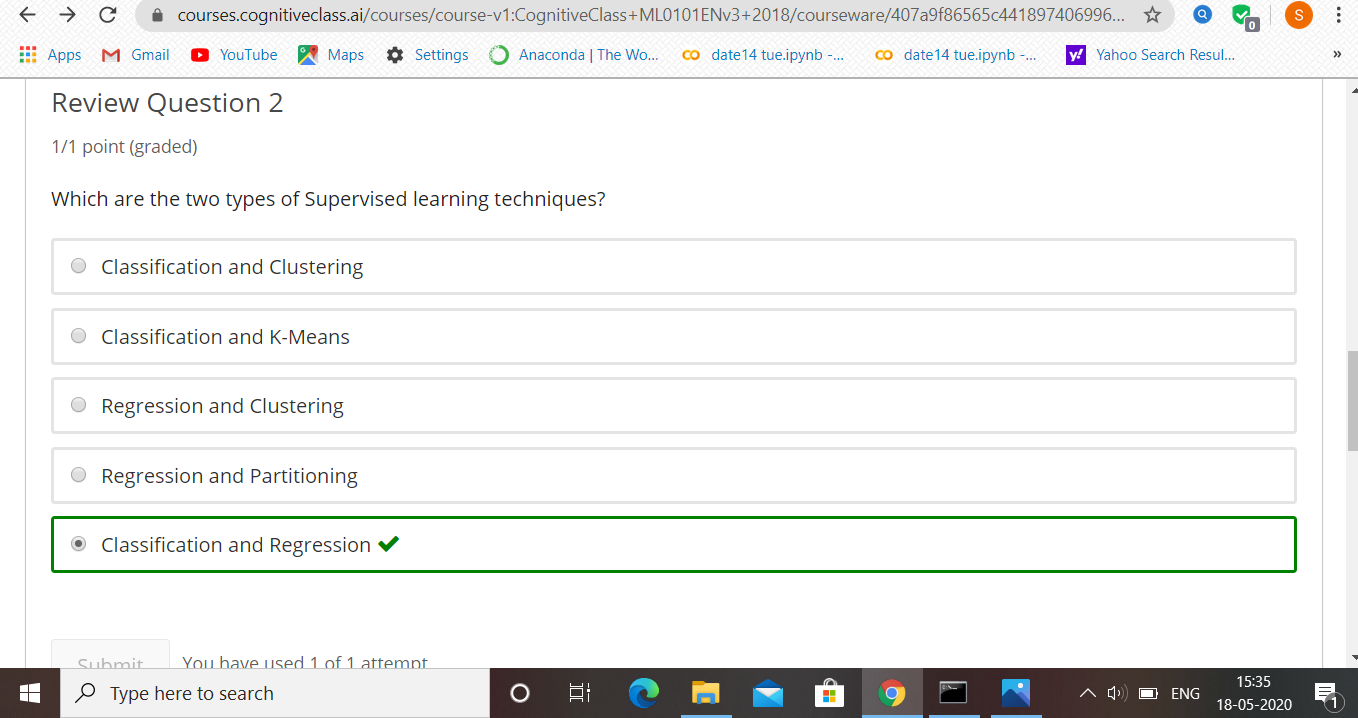 courses.cognitiveclass.ai/courses/course-v1:CognitiveClass+ML0101ENv3+2018/courseware/407a9f86565c441897406996...
0
S
Apps Gmail YouTube Maps Settings Anaconda | The Wo... date14 tue.ipynb -... date14 tue.ipynb -... y! Yahoo Search Resul... »
Review Question 2
1/1 point (graded)
Which are the two types of Supervised learning techniques?
Classification and Clustering
Classification and K-Means
Regression and Clustering
Regression and Partitioning
Classification and Regression
Submit You have used 1 of 1 attempt
Type here to search
ENG
15:35
18-05-2020
1